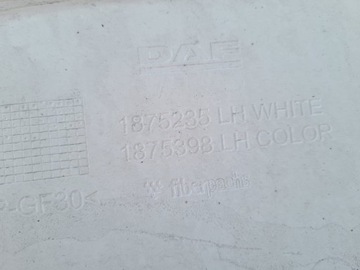 DAF
1875235 LH WHITE
1875398 LH COLOR
P-GF30<